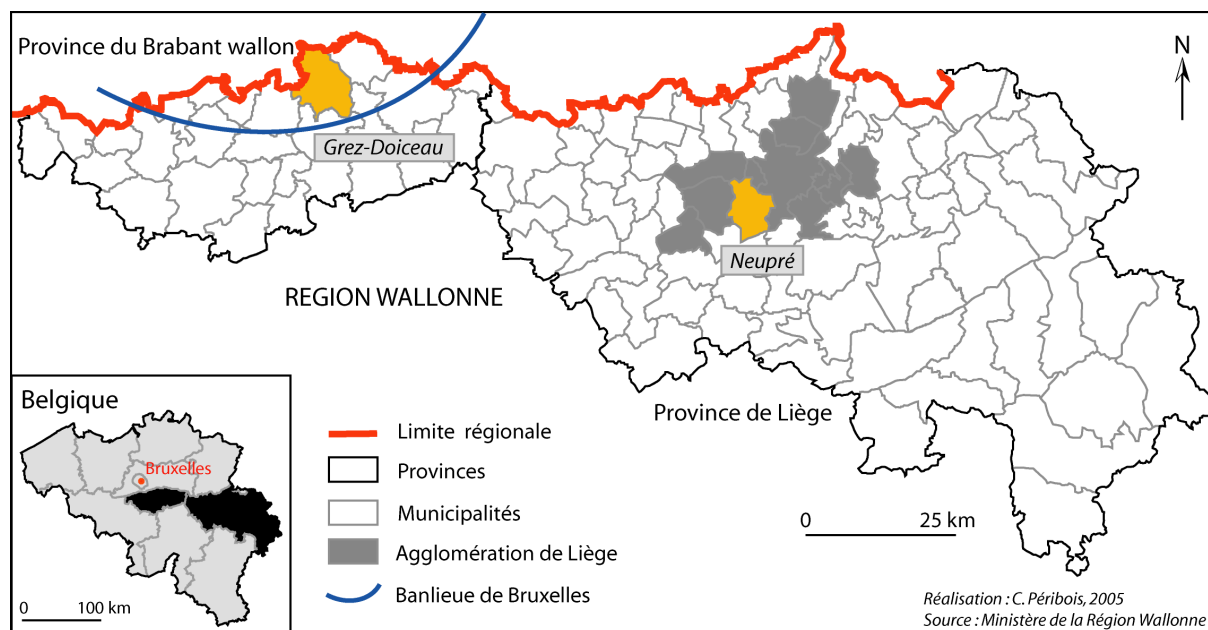 Province du Brabant wallon
N
Grez-Doiceau
Neupré
REGION WALLONNE
Province de Liège
Belgique
Bruxelles
0 100 km
Limite régionale
Provinces
Municipalités
Agglomération de Liège
Banlieue de Bruxelles
0 25 km
Réalisation : C. Péribois, 2005
Source : Ministère de la Région Wallonne